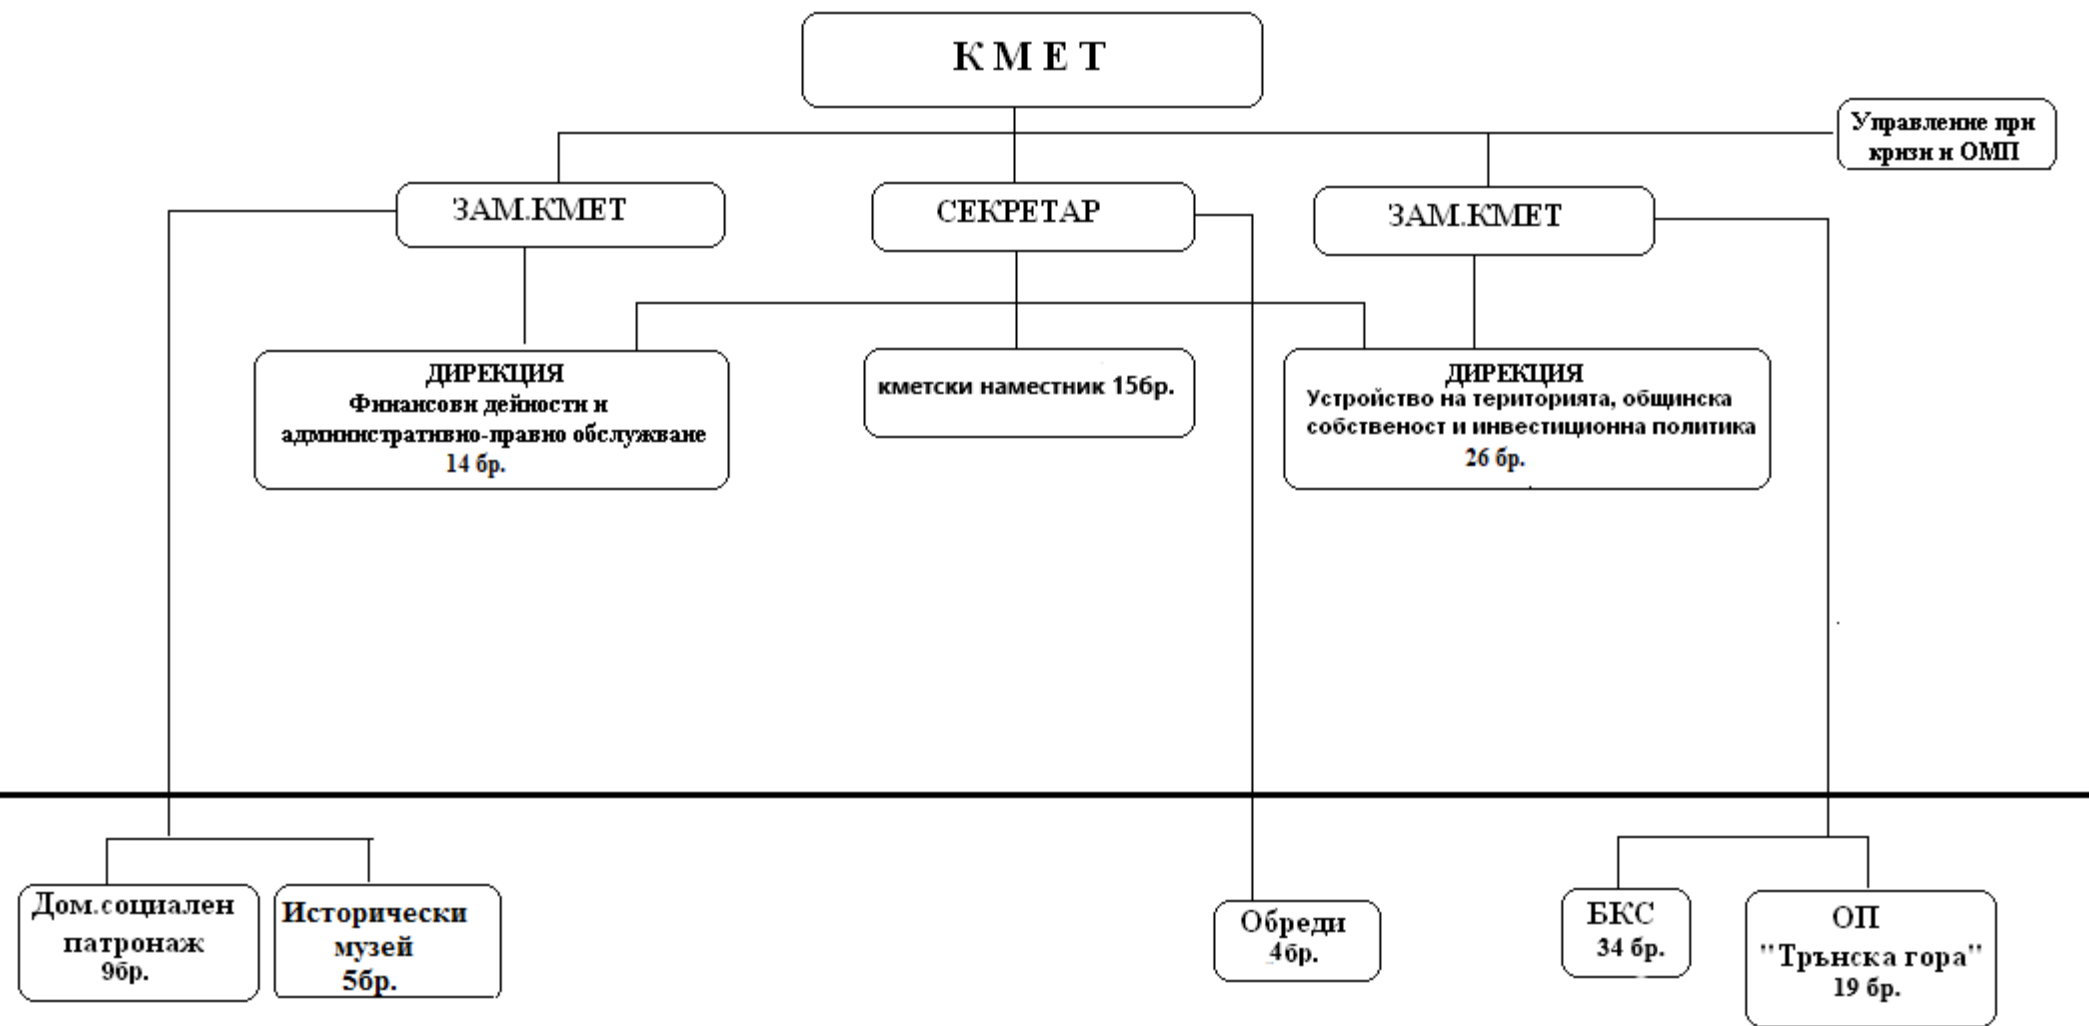 К М Е Т
Управление при
кризи и ОМП
ЗАМ.КМЕТ
СЕКРЕТАР
ЗАМ.КМЕТ
ДИРЕКЦИЯ
Финансови дейности и
административно-правно обслужване
14 бр.
кметски наместник 15бр.
ДИРЕКЦИЯ
Устройство на територията, общинска
собственост и инвестиционна политика
26 бр.
Дом.социален
патронаж
9бр.
Исторически
музей
5бр.
Обреди
4бр.
БКС
34 бр.
ОП
"Трънска гора"
19 бр.